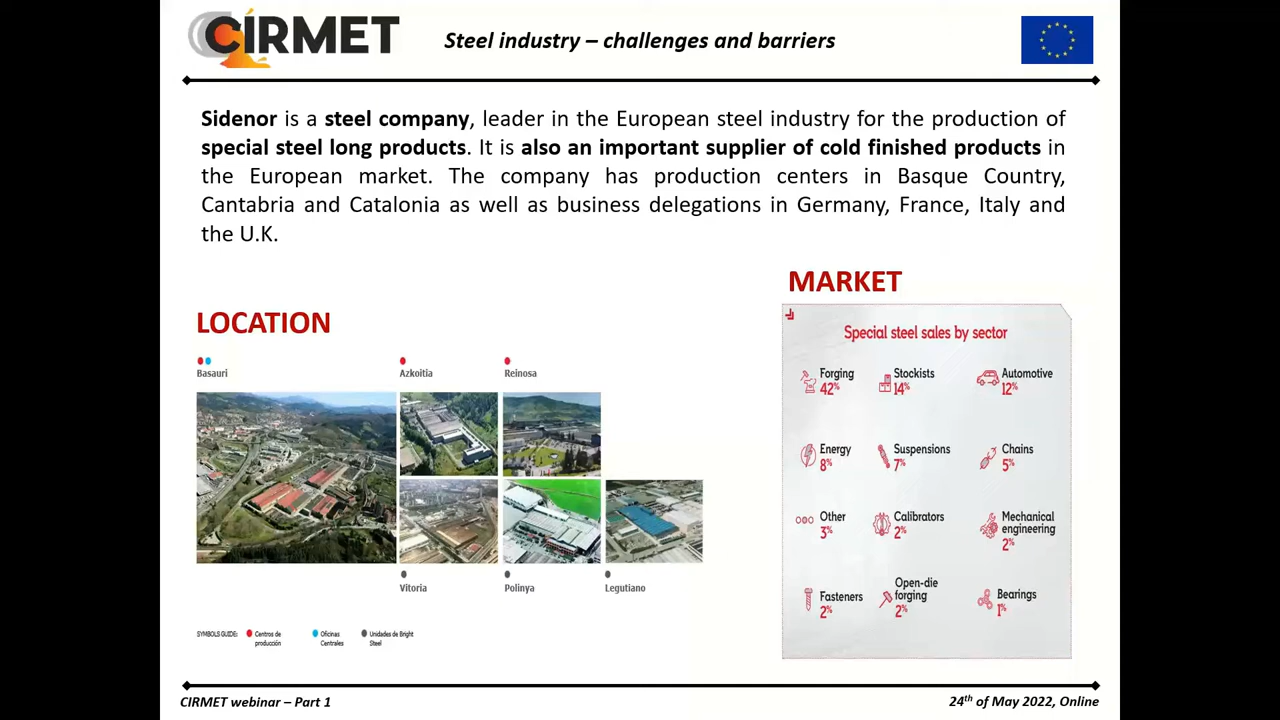 CÍRMET
Steel industry – challenges and barriers
Sidenor is a steel company, leader in the European steel industry for the production of
special steel long products. It is also an important supplier of cold finished products in
the European market. The company has production centers in Basque Country,
Cantabria and Catalonia as well as business delegations in Germany, France, Italy and
the U.K.
LOCATION
Basauri
Azkoitia
Reinosa
Vitoria
Polinya
Legutiano
SYMBOLS GUIDE:
Centros de
producción
Oficinas
Centrales
Unidades de Bright
Steel
MARKET
Special steel sales by sector
Forging
42%
Stockists
14%
Automotive
12%
Energy
8%
Suspensions
7%
Chains
5%
Other
3%
Calibrators
2%
Mechanical
engineering
2%
Fasteners
2%
Open-die
forging
2%
Bearings
1%
CIRMET webinar – Part 1
24th of May 2022, Online